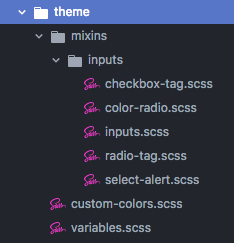 theme
mixins
inputs
checkbox-tag.scss
color-radio.scss
inputs.scss
radio-tag.scss
select-alert.scss
custom-colors.scss
variables.scss